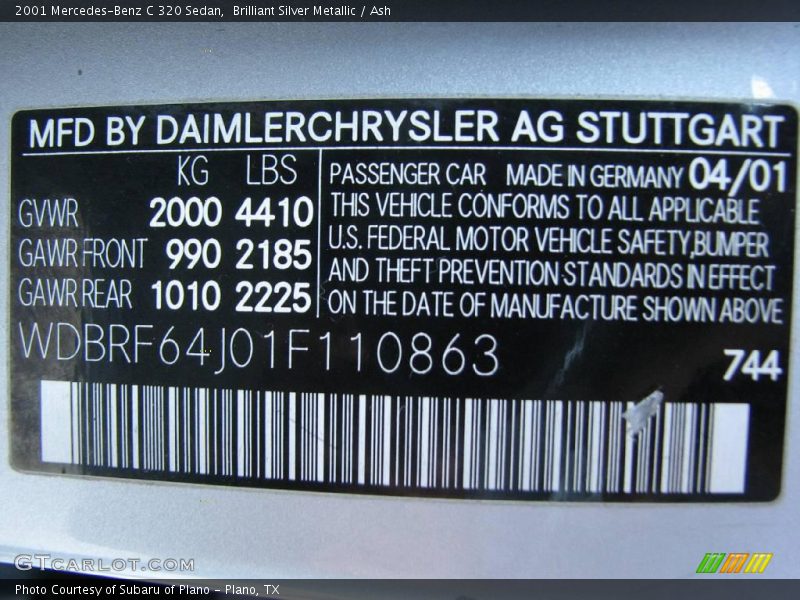 2001 Mercedes-Benz C 320 Sedan,  Brilliant Silver Metallic / Ash
MFD BY DAIMLERCHRYSLER AG STUTTGART
KG LBS
GVWR 2000 4410
GAWR FRONT 990 2185
GAWR REAR 1010 2225
PASSENGER CAR MADE IN GERMANY 04/01
THIS VEHICLE CONFORMS TO ALL APPLICABLE
U.S. FEDERAL MOTOR VEHICLE SAFETY,BUMPER
AND THEFT PREVENTION STANDARDS IN EFFECT
ON THE DATE OF MANUFACTURE SHOWN ABOVE
WDBRF64J01F110863
744
GTCARLOT.COM
Photo Courtesy of Subaru of Plano - Plano, TX